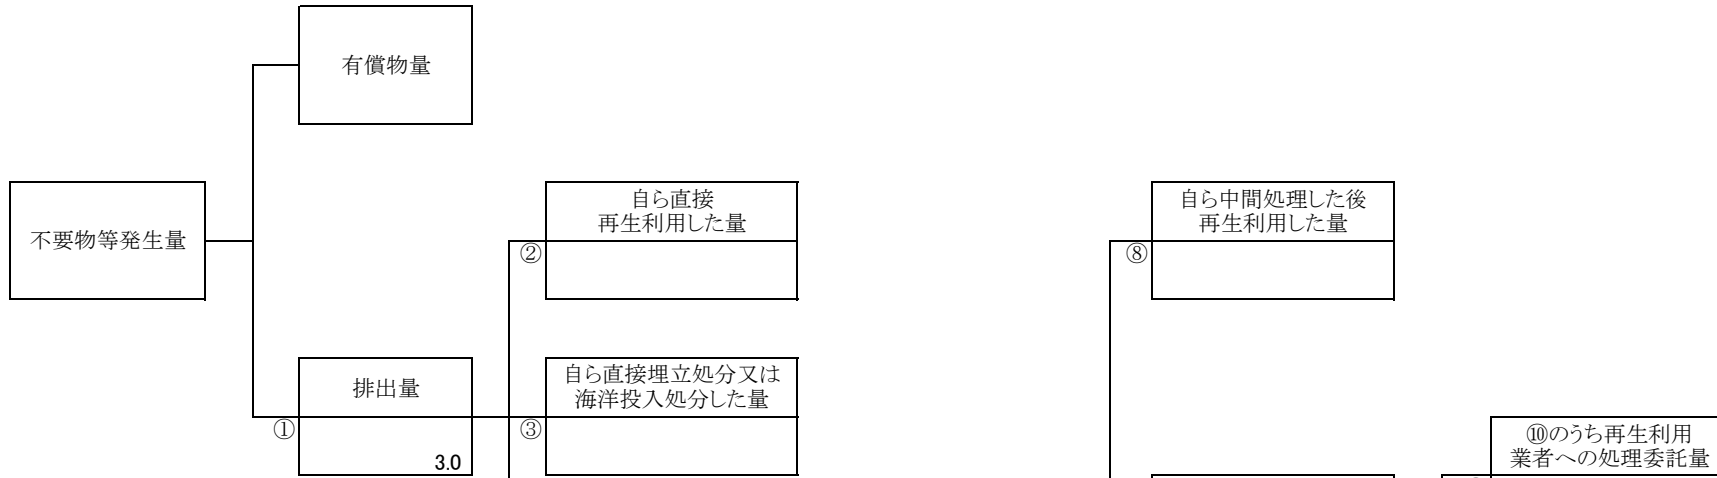 有償物量
不要物等発生量
自ら直接
再生利用した量
②
自ら中間処理した後
再生利用した量
⑧
排出量
①
3.0
自ら直接埋立処分又は
海洋投入処分した量
③
⑩のうち再生利用
業者への処理委託量